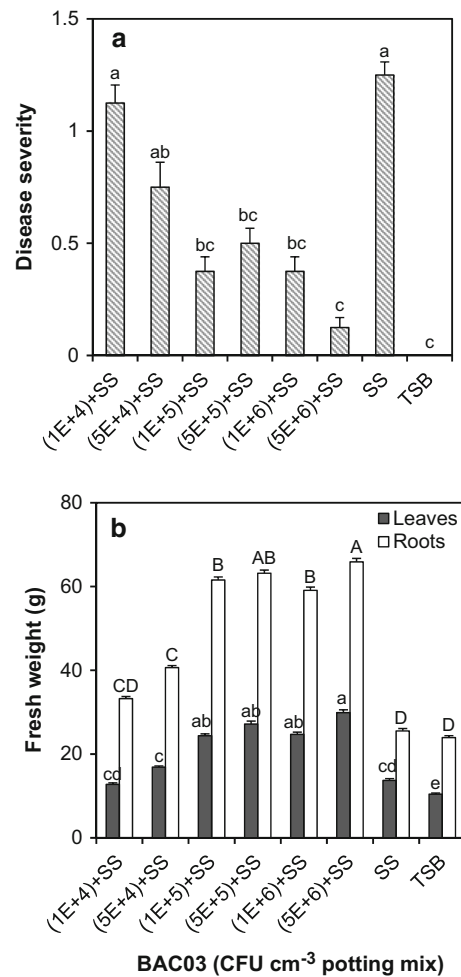 a
1.5
1
0.5
0
Disease severity
a
ab
bc
bc
bc
c
a
c
(1E+4)+SS
(5E+4)+SS
(1E+5)+SS
(5E+5)+SS
(1E+6)+SS
(5E+6)+SS
SS
TSB
b
80
60
40
20
0
Fresh weight (g)
Leaves
Roots
CD
C
B
AB
B
A
D
D
cd
c
ab
ab
ab
a
cd
e
(1E+4)+SS
(5E+4)+SS
(1E+5)+SS
(5E+5)+SS
(1E+6)+SS
(5E+6)+SS
SS
TSB
BAC03 (CFU cm⁻³ potting mix)